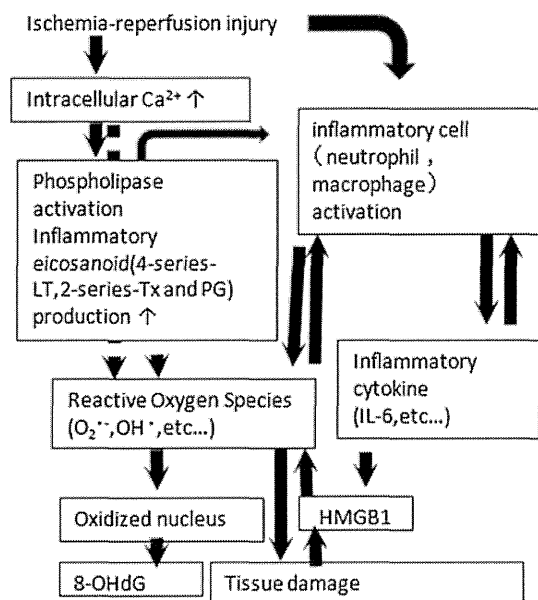 Ischemia-reperfusion injury
Intracellular Ca²⁺ ↑
Phospholipase
activation
Inflammatory
eicosanoid(4-series-
LT,2-series-Tx and PG)
production ↑
inflammatory cell
（neutrophil ,
macrophage）
activation
Inflammatory
cytokine
(IL-6,etc...)
Reactive Oxygen Species
(O₂•⁻,OH•,etc...)
Oxidized nucleus
HMGB1
8-OHdG
Tissue damage